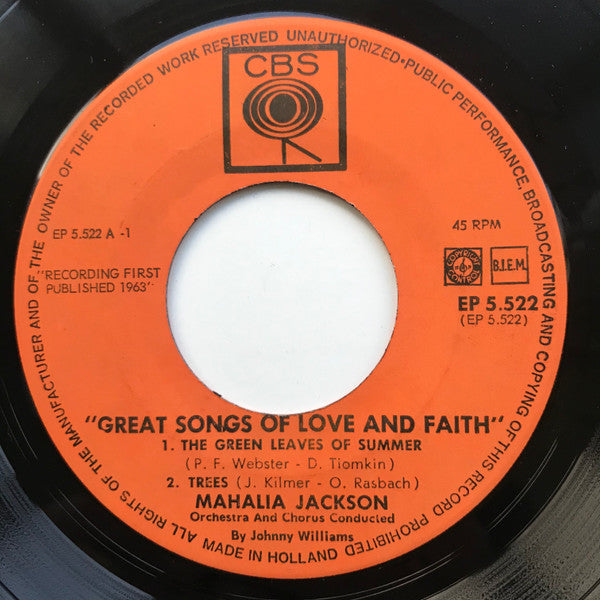 ALL RIGHTS OF THE MANUFACTURER AND OF THE OWNER OF THE RECORDED WORK RESERVED UNAUTHORIZED•PUBLIC PERFORMANCE, BROADCASTING AND COPYING OF THIS RECORD PROHIBITED
CBS
EP 5.522 A -1
45 RPM
"RECORDING FIRST
PUBLISHED 1963"
COPYRIGHT
CONTROL
B.I.E.M.
EP 5.522
(EP 5.522)
"GREAT SONGS OF LOVE AND FAITH"
1. THE GREEN LEAVES OF SUMMER
(P. F. Webster - D. Tiomkin)
2. TREES (J. Kilmer - O. Rasbach)
MAHALIA JACKSON
Orchestra And Chorus Conducted
By Johnny Williams
MADE IN HOLLAND